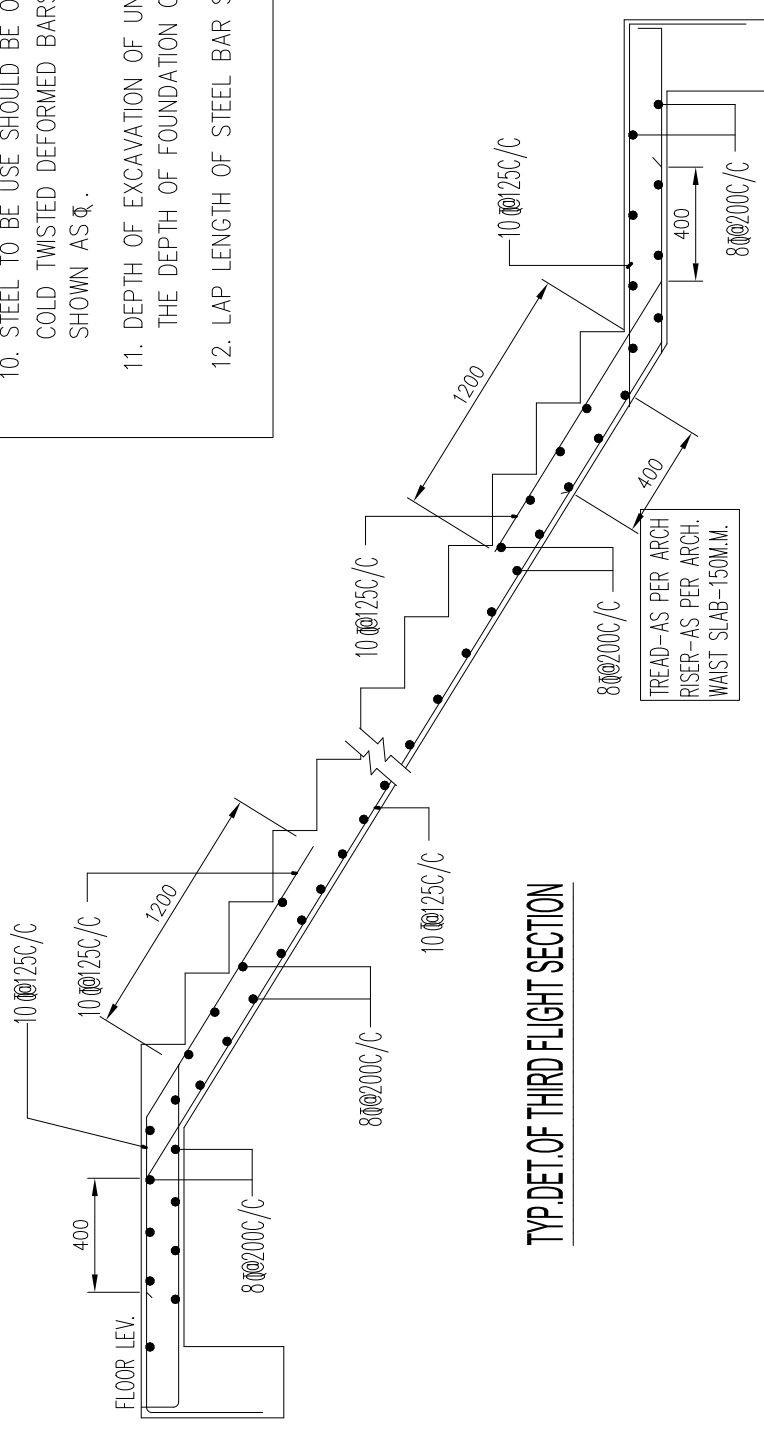 10. STEEL TO BE USE SHOULD BE O
COLD TWISTED DEFORMED BARS
SHOWN AS
11. DEPTH OF EXCAVATION OF UN
THE DEPTH OF FOUNDATION C
12. LAP LENGTH OF STEEL BAR S
FLOOR LEV.
400
10 @125C/C
10 @125C/C
1200
8 @200C/C
8 @200C/C
10 @125C/C
10 @125C/C
1200
10 @125C/C
400
8 @200C/C
400
8 @200C/C
TREAD-AS PER ARCH
RISER-AS PER ARCH.
WAIST SLAB-150M.M.
TYP.DET.OF THIRD FLIGHT SECTION